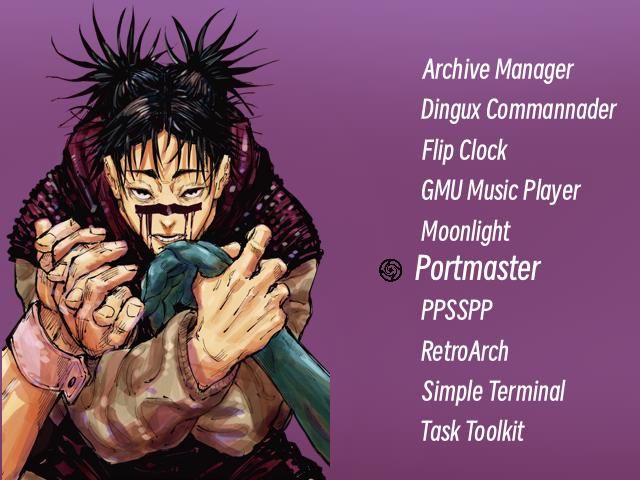 Archive Manager
Dingux Commannader
Flip Clock
GMU Music Player
Moonlight
Portmaster
PPSSPP
RetroArch
Simple Terminal
Task Toolkit